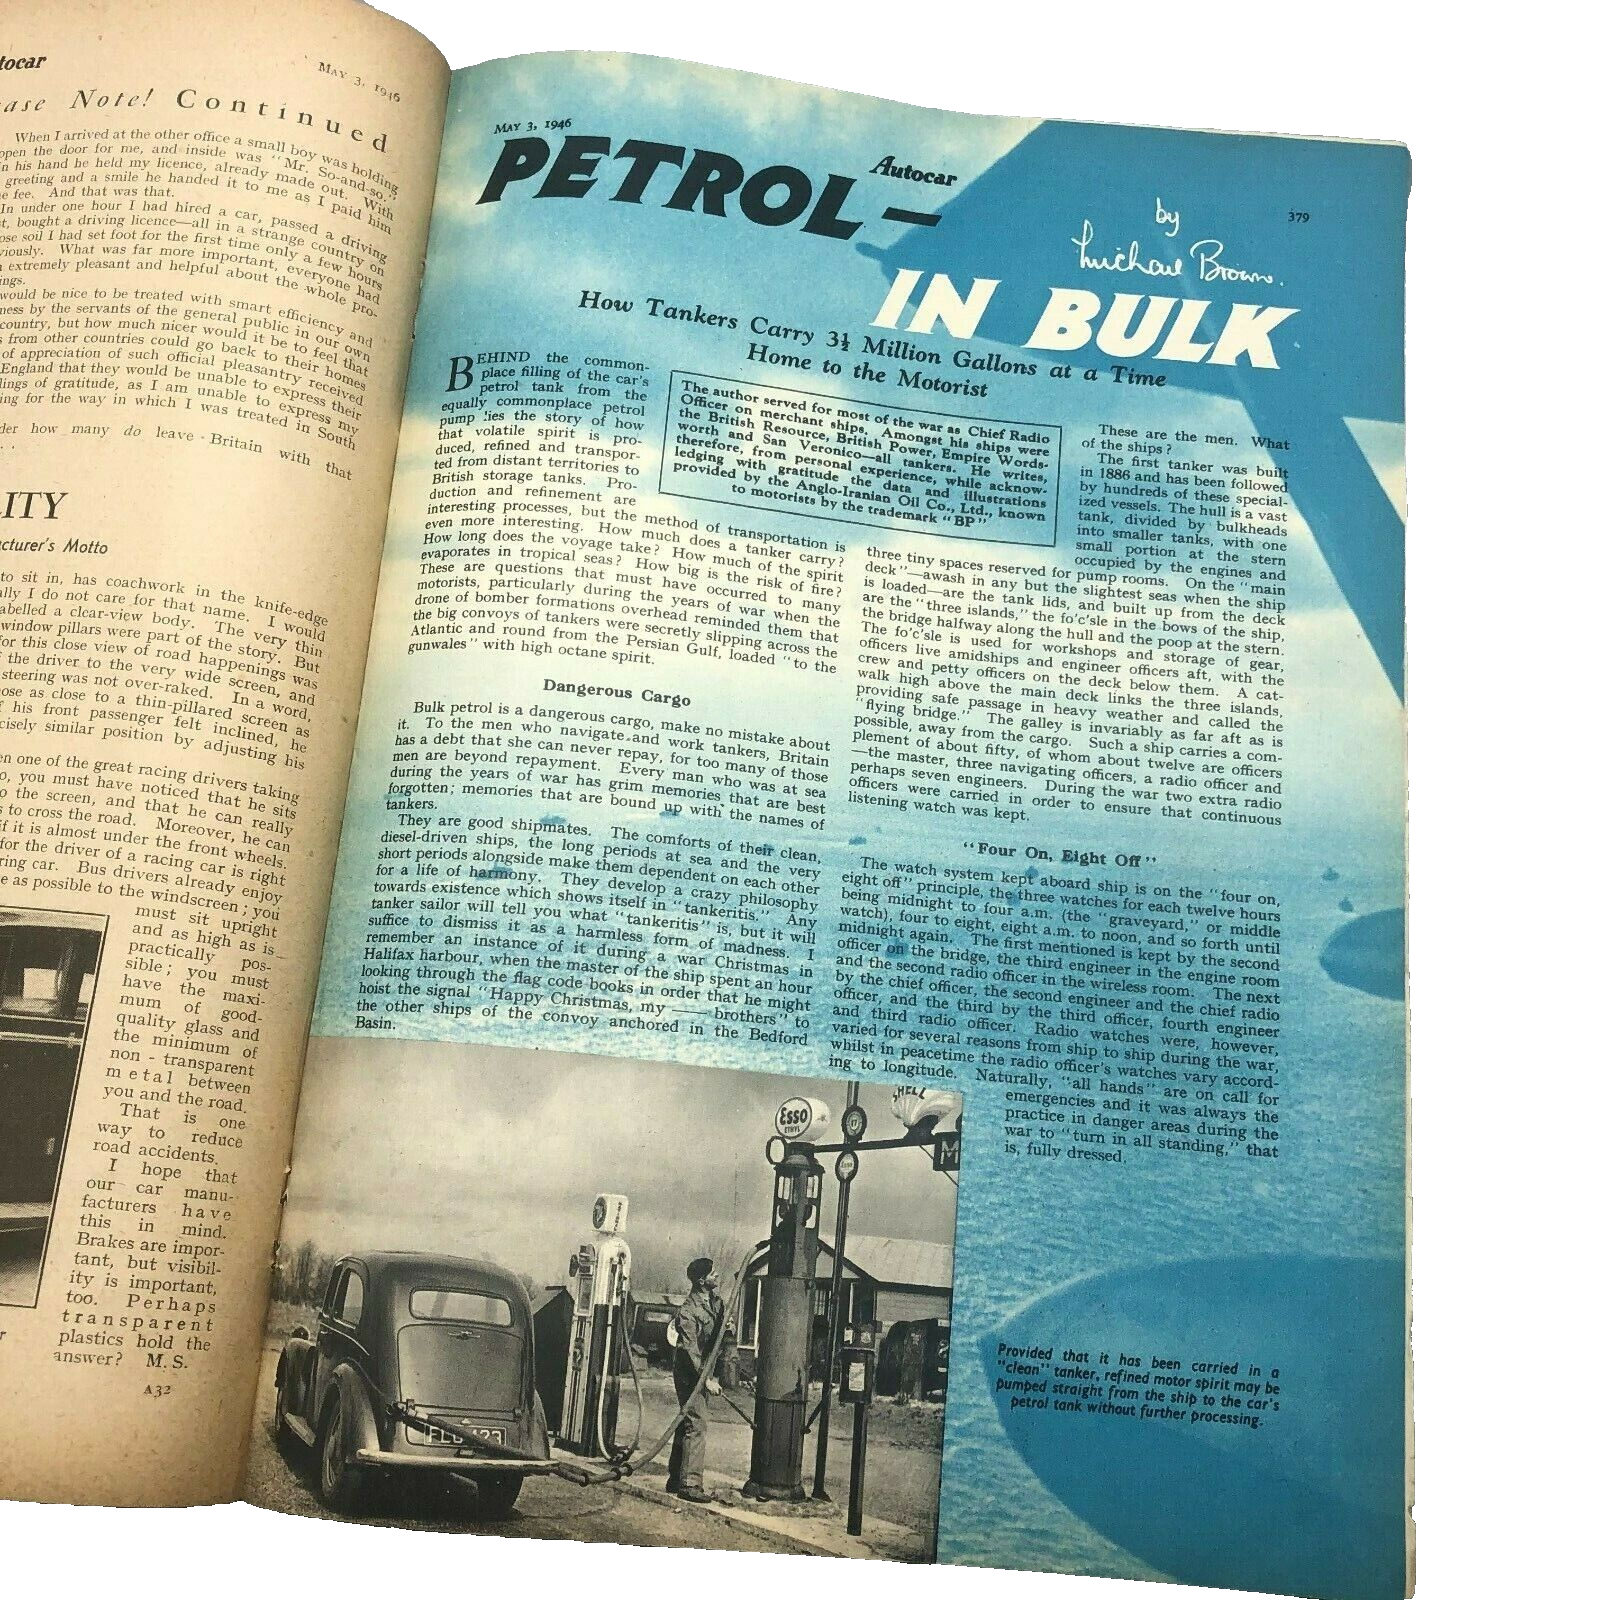 tocar
MAY 3, 1946
ase Note! Continued
When I arrived at the other office a small boy was holding
open the door for me, and inside was "Mr. So-and-so."
n his hand he held my licence, already made out. With
greeting and a smile he handed it to me as I paid him
e fee. And that was that.
In under one hour I had hired a car, passed a driving
t, bought a driving licence—all in a strange country on
ose soil I had set foot for the first time only a few hours
viously. What was far more important, everyone had
extremely pleasant and helpful about the whole pro-
ings.
would be nice to be treated with smart efficiency and
ness by the servants of the general public in our own
country, but how much nicer would it be to feel that
s from other countries could go back to their homes
of appreciation of such official pleasantry received
England that they would be unable to express their
lings of gratitude, as I am unable to express my
ing for the way in which I was treated in South
der how many do leave Britain with that
. .
LITY
cturer's Motto
to sit in, has coachwork in the knife-edge
lly I do not care for that name. I would
abelled a clear-view body. The very thin
window pillars were part of the story. But
for this close view of road happenings was
f the driver to the very wide screen, and
steering was not over-raked. In a word,
ose as close to a thin-pillared screen as
f his front passenger felt inclined, he
cisely similar position by adjusting his
en one of the great racing drivers taking
o, you must have noticed that he sits
o the screen, and that he can really
s to cross the road. Moreover, he can
if it is almost under the front wheels.
for the driver of a racing car is right
ring car. Bus drivers already enjoy
e as possible to the windscreen; you
must sit upright
and as high as is
practically pos-
sible; you must
have the maxi-
mum of good-
quality glass and
the minimum of
non-transparent
metal between
you and the road.
That is one
way to reduce
road accidents.
I hope that
our car manu-
facturers have
this in mind.
Brakes are impor-
tant, but visibil-
ity is important,
too. Perhaps
transparent
plastics hold the
answer? M. S.
r
A32
MAY 3, 1946
Autocar
379
PETROL—
by
Michael Brown.
IN BULK
How Tankers Carry 3½ Million Gallons at a Time
Home to the Motorist
BEHIND the common-
place filling of the car's
petrol tank from the
equally commonplace petrol
pump lies the story of how
that volatile spirit is pro-
duced, refined and transpor-
ted from distant territories to
British storage tanks. Pro-
duction and refinement are
interesting processes, but the method of transportation is
even more interesting. How much does a tanker carry?
How long does the voyage take? How much of the spirit
evaporates in tropical seas? How big is the risk of fire?
These are questions that must have occurred to many
motorists, particularly during the years of war when the
drone of bomber formations overhead reminded them that
the big convoys of tankers were secretly slipping across the
Atlantic and round from the Persian Gulf, loaded "to the
gunwales" with high octane spirit.
The author served for most of the war as Chief Radio
Officer on merchant ships. Amongst his ships were
the British Resource, British Power, Empire Words-
worth and San Veronico—all tankers. He writes,
therefore, from personal experience, while acknow-
ledging with gratitude the data and illustrations
provided by the Anglo-Iranian Oil Co., Ltd., known
to motorists by the trademark "BP"
Dangerous Cargo
Bulk petrol is a dangerous cargo, make no mistake about
it. To the men who navigate and work tankers, Britain
has a debt that she can never repay, for too many of those
men are beyond repayment. Every man who was at sea
during the years of war has grim memories that are best
forgotten; memories that are bound up with the names of
tankers.
They are good shipmates. The comforts of their clean,
diesel-driven ships, the long periods at sea and the very
short periods alongside make them dependent on each other
for a life of harmony. They develop a crazy philosophy
towards existence which shows itself in "tankeritis." Any
tanker sailor will tell you what "tankeritis" is, but it will
suffice to dismiss it as a harmless form of madness. I
remember an instance of it during a war Christmas in
Halifax harbour, when the master of the ship spent an hour
looking through the flag code books in order that he might
hoist the signal "Happy Christmas, my —— brothers" to
the other ships of the convoy anchored in the Bedford
Basin.
These are the men. What
of the ships?
The first tanker was built
in 1886 and has been followed
by hundreds of these special-
ized vessels. The hull is a vast
tank, divided by bulkheads
into smaller tanks, with one
small portion at the stern
occupied by the engines and
three tiny spaces reserved for pump rooms. On the "main
deck"—awash in any but the slightest seas when the ship
is loaded—are the tank lids, and built up from the deck
are the "three islands," the fo'c'sle in the bows of the ship,
the bridge halfway along the hull and the poop at the stern.
The fo'c'sle is used for workshops and storage of gear,
officers live amidships and engineer officers aft, with the
crew and petty officers on the deck below them. A cat-
walk high above the main deck links the three islands,
providing safe passage in heavy weather and called the
"flying bridge." The galley is invariably as far aft as is
possible, away from the cargo. Such a ship carries a com-
plement of about fifty, of whom about twelve are officers
—the master, three navigating officers, a radio officer and
perhaps seven engineers. During the war two extra radio
officers were carried in order to ensure that continuous
listening watch was kept.
"Four On, Eight Off"
The watch system kept aboard ship is on the "four on,
eight off" principle, the three watches for each twelve hours
being midnight to four a.m. (the "graveyard," or middle
watch), four to eight, eight a.m. to noon, and so forth until
midnight again. The first mentioned is kept by the second
officer on the bridge, the third engineer in the engine room
and the second radio officer in the wireless room. The next
by the chief officer, the second engineer and the chief radio
officer, and the third by the third officer, fourth engineer
and third radio officer. Radio watches were, however,
varied for several reasons from ship to ship during the war,
whilst in peacetime the radio officer's watches vary accord-
ing to longitude. Naturally, "all hands" are on call for
emergencies and it was always the
practice in danger areas during the
war to "turn in all standing," that
is, fully dressed.
Esso
ETHYL
SHELL
Esso
M
Provided that it has been carried in a
"clean" tanker, refined motor spirit may be
pumped straight from the ship to the car's
petrol tank without further processing.